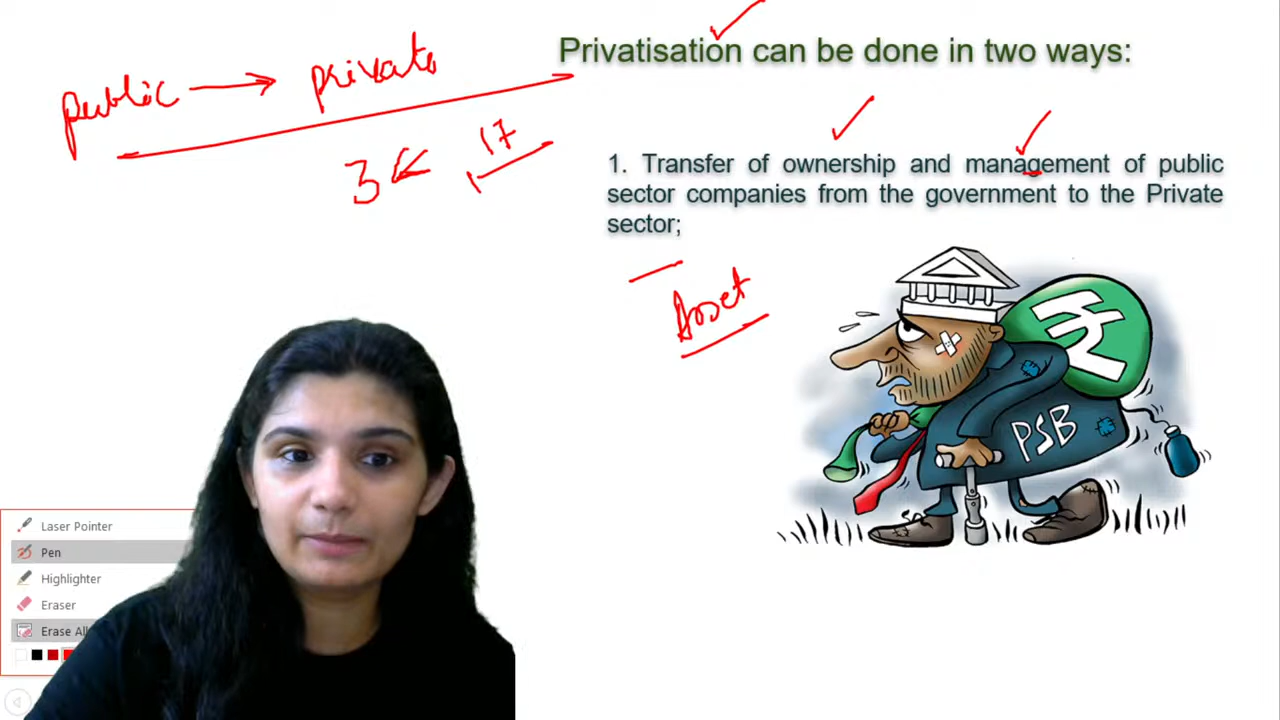 public → private
Privatisation can be done in two ways:
3 17
1. Transfer of ownership and management of public
sector companies from the government to the Private
sector;
Asset
₹
PSB
Laser Pointer
Pen
Highlighter
Eraser
Erase All